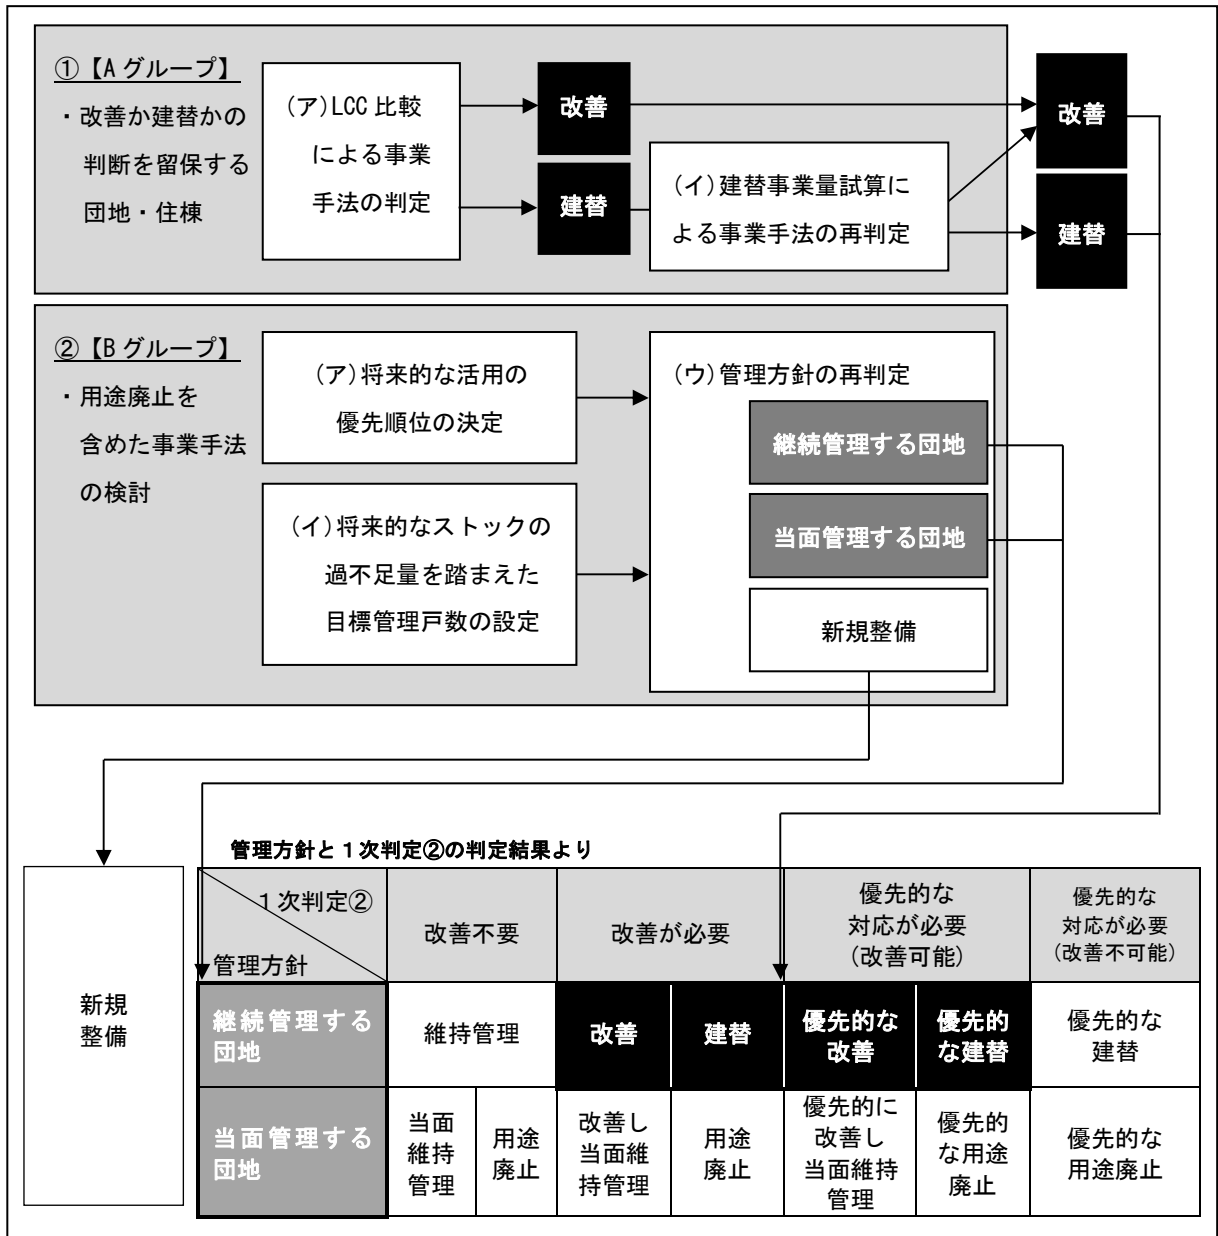 ①【Aグループ】
・改善か建替かの
判断を留保する
団地・住棟
(ア)LCC比較
による事業
手法の判定
改善
建替
(イ)建替事業量試算に
よる事業手法の再判定
改善
建替
②【Bグループ】
・用途廃止を
含めた事業手法
の検討
(ア)将来的な活用の
優先順位の決定
(イ)将来的なストックの
過不足量を踏まえた
目標管理戸数の設定
(ウ)管理方針の再判定
継続管理する団地
当面管理する団地
新規整備
管理方針と1次判定②の判定結果より
新規
整備
1次判定②
管理方針
改善不要
改善が必要
優先的な
対応が必要
(改善可能)
優先的な
対応が必要
(改善不可能)
継続管理する
団地
維持管理
改善
建替
優先的な
改善
優先的
な建替
優先的な
建替
当面管理する
団地
当面
維持
管理
用途
廃止
改善し
当面維
持管理
用途
廃止
優先的に
改善し
当面維持
管理
優先的
な用途
廃止
優先的な
用途廃止